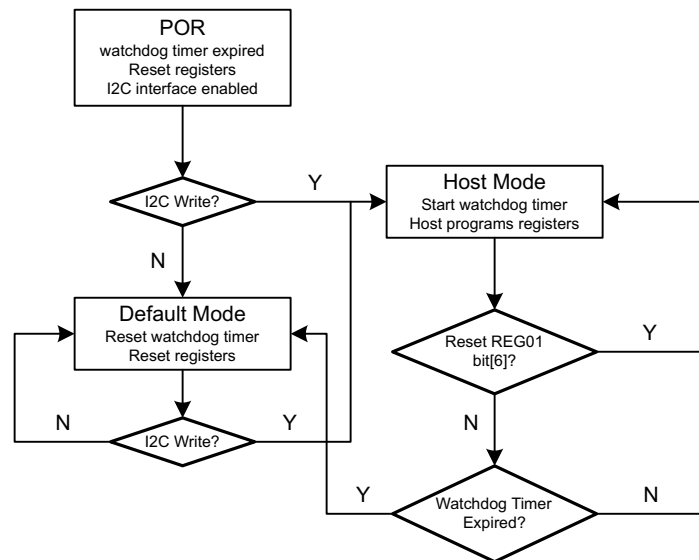 POR
watchdog timer expired
Reset registers
I2C interface enabled
I2C Write?
Y
N
Host Mode
Start watchdog timer
Host programs registers
Default Mode
Reset watchdog timer
Reset registers
Reset REG01
bit[6]?
Y
N
I2C Write?
N
Y
Watchdog Timer
Expired?
Y
N